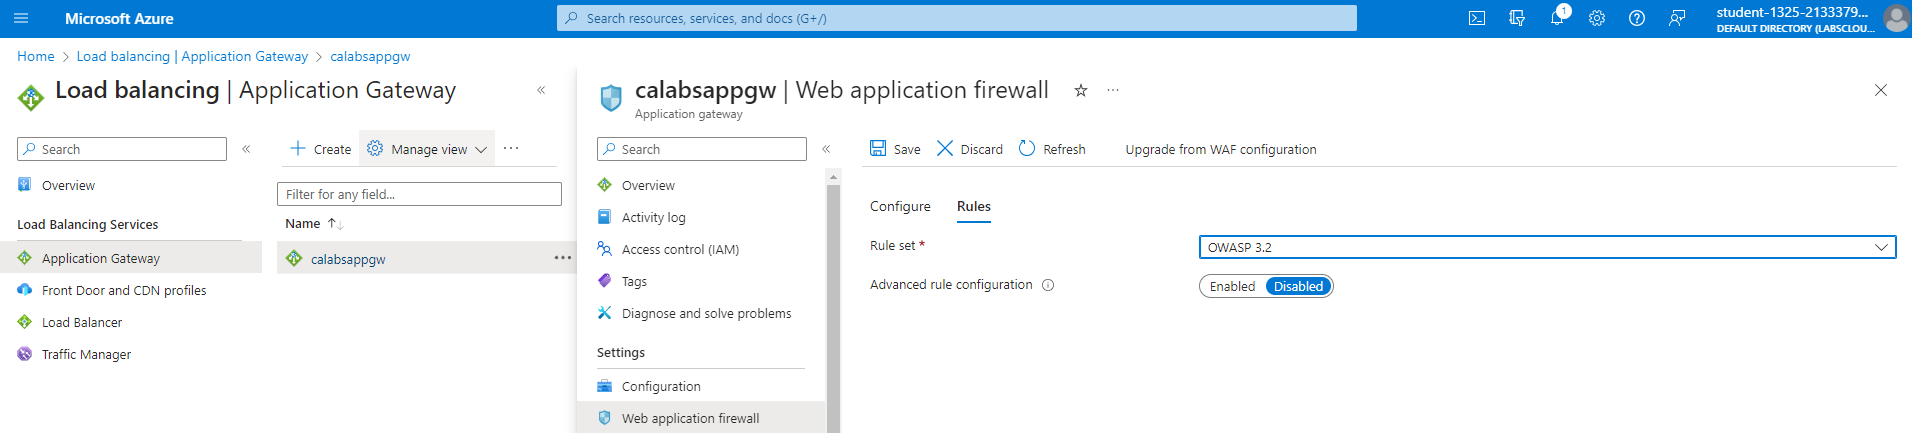 Microsoft Azure
Search resources, services, and docs (G+/)
1
student-1325-2133379...
DEFAULT DIRECTORY (LABSCLOU...
Home > Load balancing | Application Gateway > calabsappgw
Load balancing | Application Gateway
«
Search
«
Overview
Load Balancing Services
Application Gateway
Front Door and CDN profiles
Load Balancer
Traffic Manager
+ Create
Manage view
...
Filter for any field...
Name ↑↓
calabsappgw
...
calabsappgw | Web application firewall
...
Application gateway
Search
«
Overview
Activity log
Access control (IAM)
Tags
Diagnose and solve problems
Settings
Configuration
Web application firewall
Save
Discard
Refresh
Upgrade from WAF configuration
Configure
Rules
Rule set *
OWASP 3.2
Advanced rule configuration
Enabled
Disabled